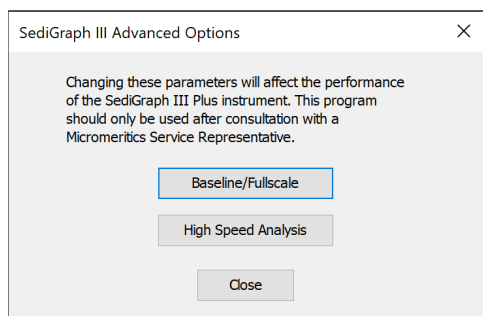 SediGraph III Advanced Options
Changing these parameters will affect the performance
of the SediGraph III Plus instrument. This program
should only be used after consultation with a
Micromeritics Service Representative.
Baseline/Fullscale
High Speed Analysis
Close